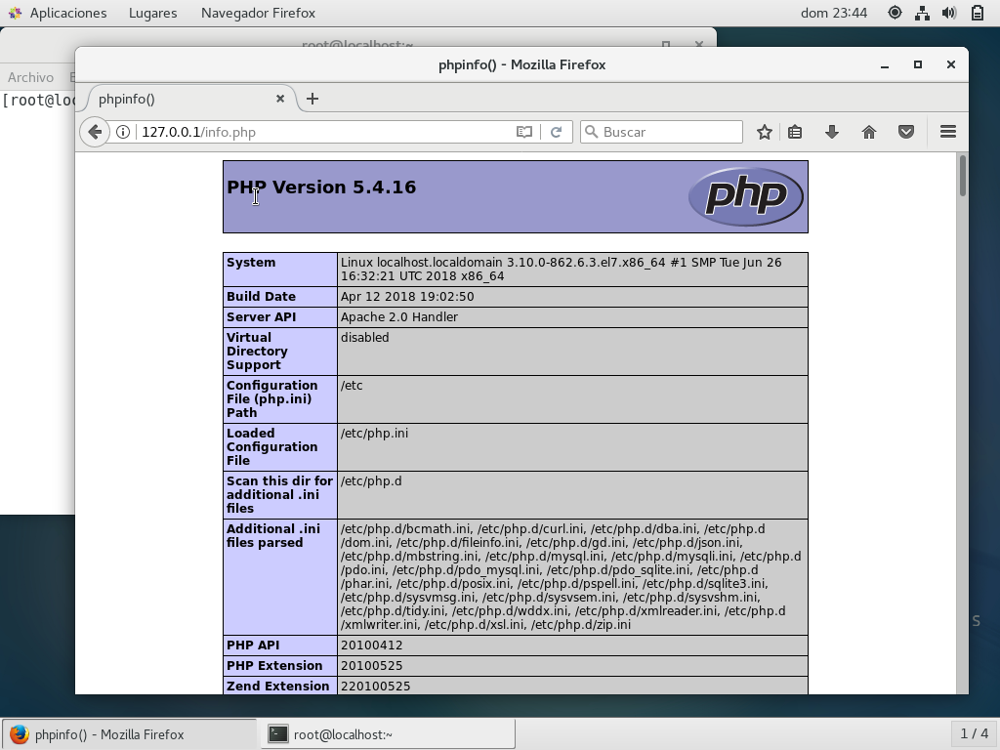 Aplicaciones Lugares Navegador Firefox dom 23:44
root@localhost:~
Archivo
[root@loc
phpinfo() - Mozilla Firefox
phpinfo()
127.0.0.1/info.php Buscar
PHP Version 5.4.16
php
System Linux localhost.localdomain 3.10.0-862.6.3.el7.x86_64 #1 SMP Tue Jun 26
16:32:21 UTC 2018 x86_64
Build Date Apr 12 2018 19:02:50
Server API Apache 2.0 Handler
Virtual disabled
Directory
Support
Configuration /etc
File (php.ini)
Path
Loaded /etc/php.ini
Configuration
File
Scan this dir for /etc/php.d
additional .ini
files
Additional .ini /etc/php.d/bcmath.ini, /etc/php.d/curl.ini, /etc/php.d/dba.ini, /etc/php.d
files parsed /dom.ini, /etc/php.d/fileinfo.ini, /etc/php.d/gd.ini, /etc/php.d/json.ini,
/etc/php.d/mbstring.ini, /etc/php.d/mysql.ini, /etc/php.d/mysqli.ini, /etc/php.d
/pdo.ini, /etc/php.d/pdo_mysql.ini, /etc/php.d/pdo_sqlite.ini, /etc/php.d
/phar.ini, /etc/php.d/posix.ini, /etc/php.d/pspell.ini, /etc/php.d/sqlite3.ini,
/etc/php.d/sysvmsg.ini, /etc/php.d/sysvsem.ini, /etc/php.d/sysvshm.ini,
/etc/php.d/tidy.ini, /etc/php.d/wddx.ini, /etc/php.d/xmlreader.ini, /etc/php.d
/xmlwriter.ini, /etc/php.d/xsl.ini, /etc/php.d/zip.ini
PHP API 20100412
PHP Extension 20100525
Zend Extension 220100525
S
phpinfo() - Mozilla Firefox root@localhost:~ 1 / 4